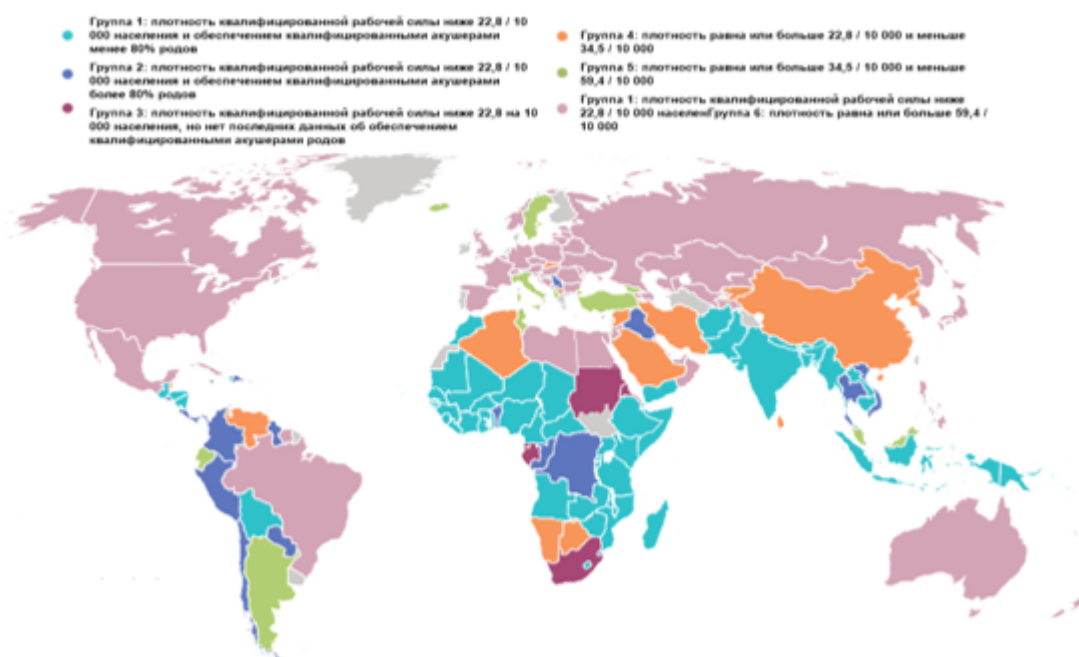 Группа 1: плотность квалифицированной рабочей силы ниже 22,8 / 10
000 населения и обеспечением квалифицированными акушерами
менее 80% родов
Группа 2: плотность квалифицированной рабочей силы ниже 22,8 / 10
000 населения и обеспечением квалифицированными акушерами
более 80% родов
Группа 3: плотность квалифицированной рабочей силы ниже 22,8 на 10
000 населения, но нет последних данных об обеспечением
квалифицированными акушерами родов
Группа 4: плотность равна или больше 22,8 / 10 000 и меньше
34,5 / 10 000
Группа 5: плотность равна или больше 34,5 / 10 000 и меньше
59,4 / 10 000
Группа 1: плотность квалифицированной рабочей силы ниже
22,8 / 10 000 населенГруппа 6: плотность равна или больше 59,4 /
10 000